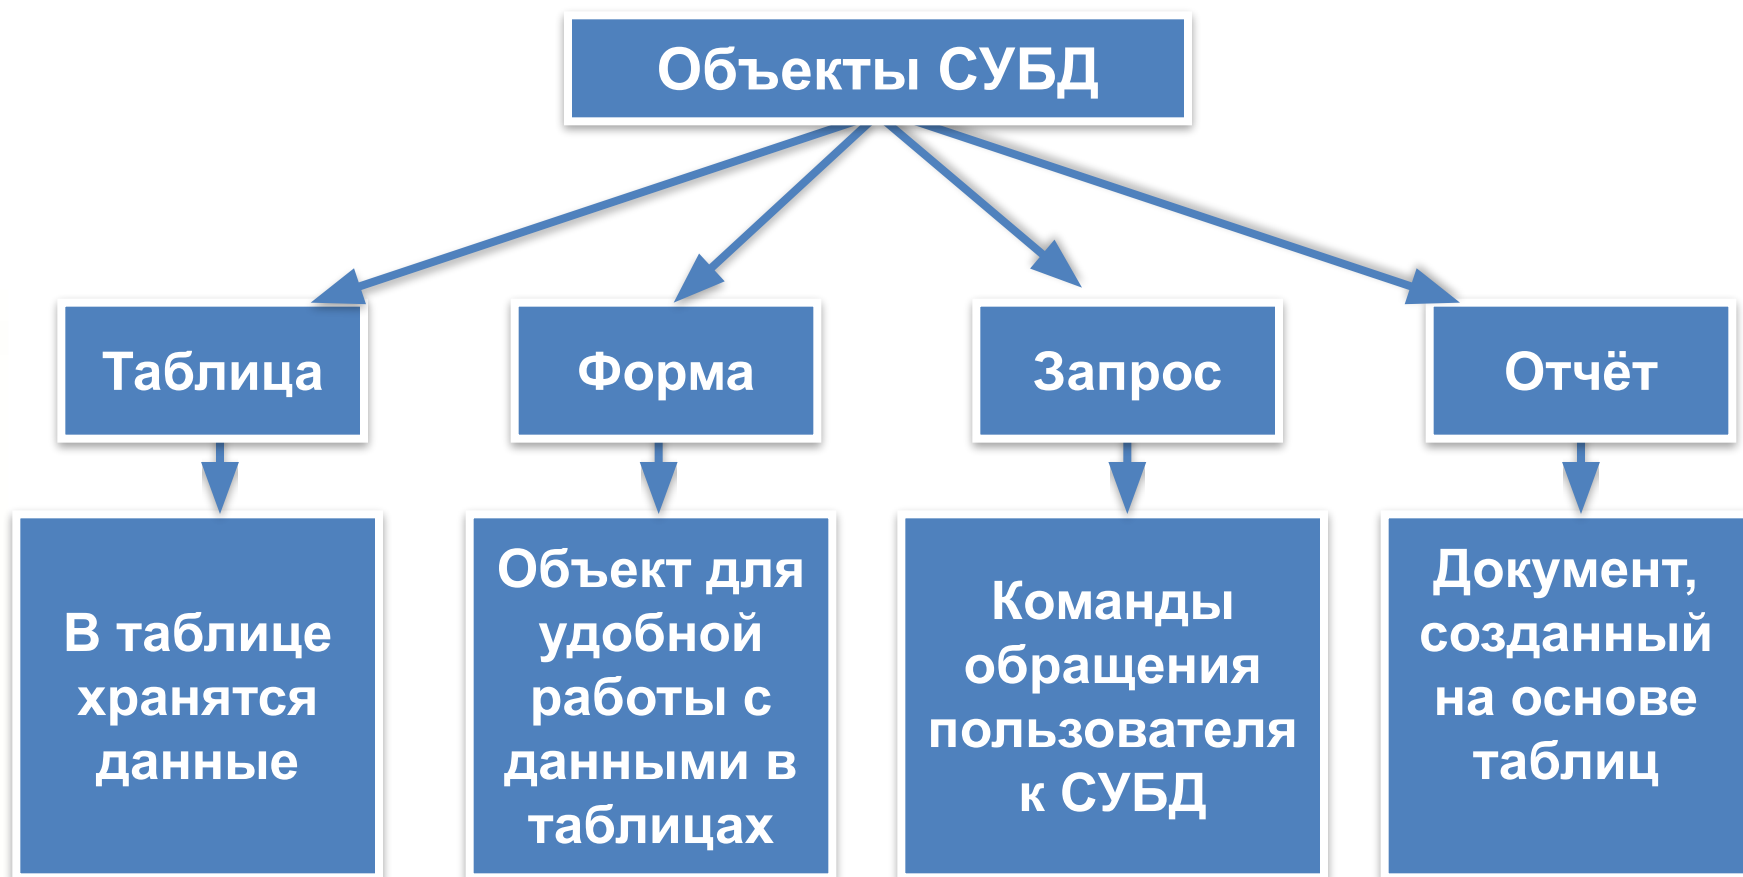 Объекты СУБД
Таблица
Форма
Запрос
Отчёт
В таблице
хранятся
данные
Объект для
удобной
работы с
данными в
таблицах
Команды
обращения
пользователя
к СУБД
Документ,
созданный
на основе
таблиц